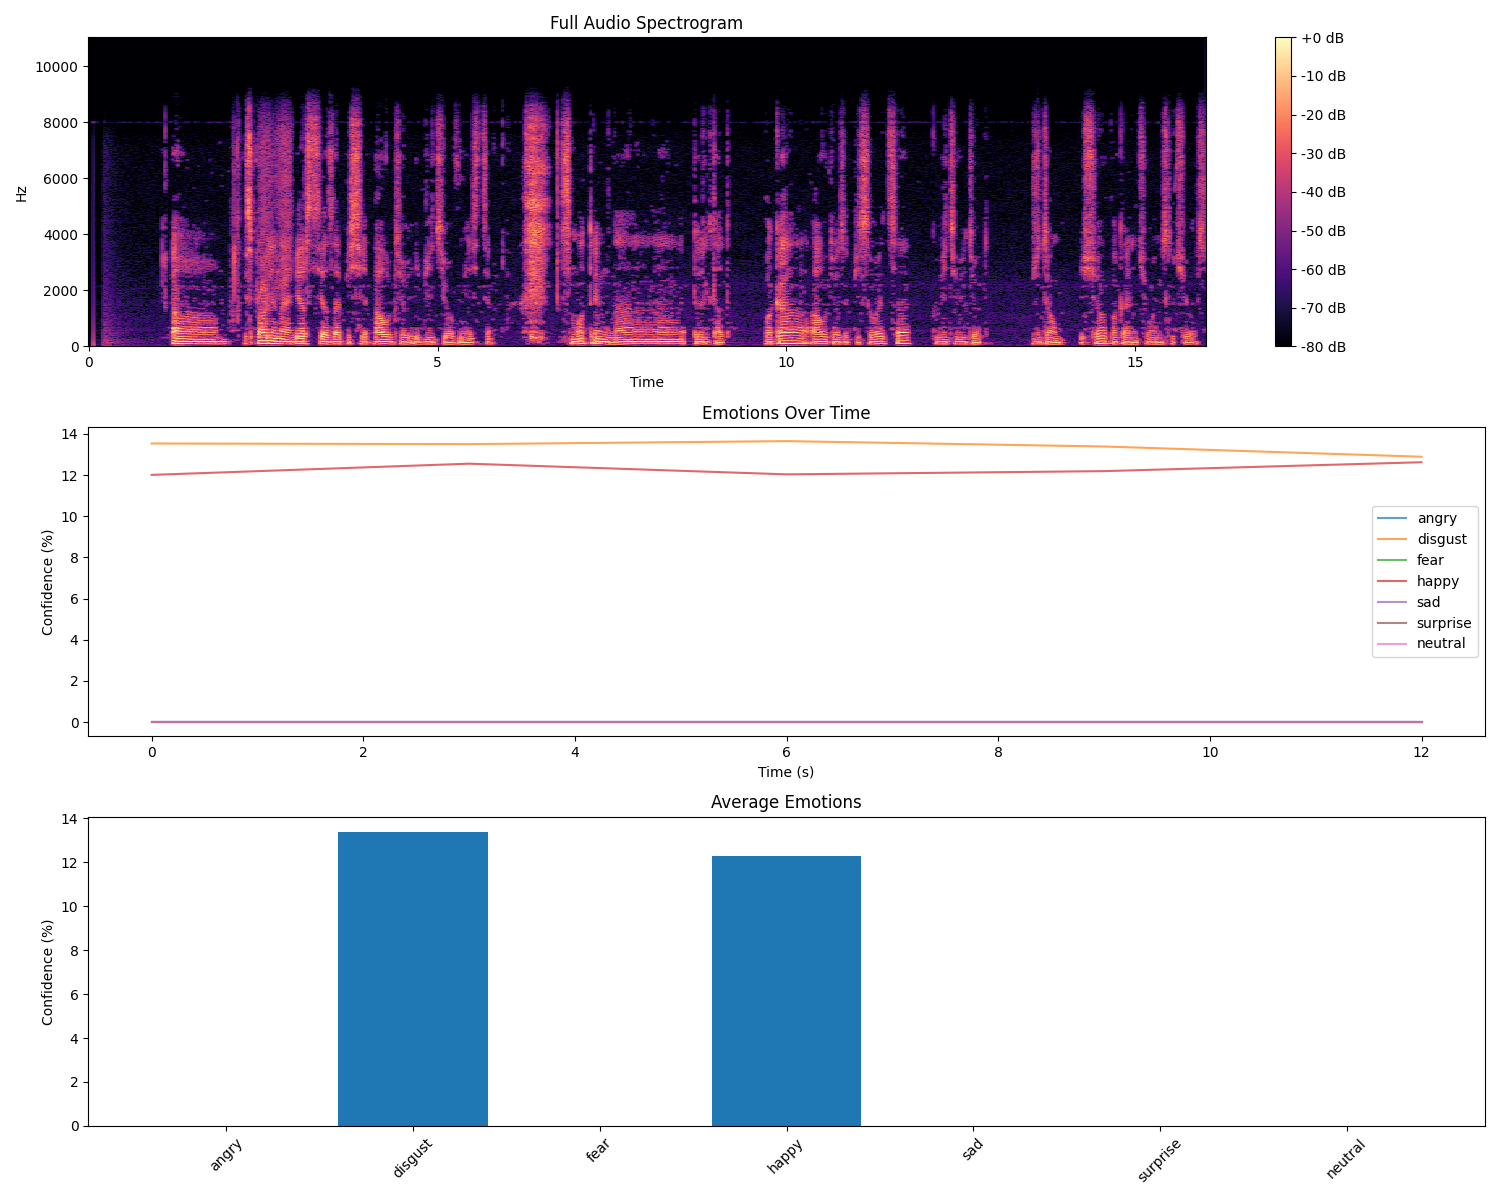 Full Audio Spectrogram
10000
8000
6000
4000
2000
0
Hz
0 5 10 15
Time
+0 dB
-10 dB
-20 dB
-30 dB
-40 dB
-50 dB
-60 dB
-70 dB
-80 dB
Emotions Over Time
14
12
10
8
6
4
2
0
Confidence (%)
angry
disgust
fear
happy
sad
surprise
neutral
0 2 4 6 8 10 12
Time (s)
Average Emotions
14
12
10
8
6
4
2
0
Confidence (%)
angry disgust fear happy sad surprise neutral